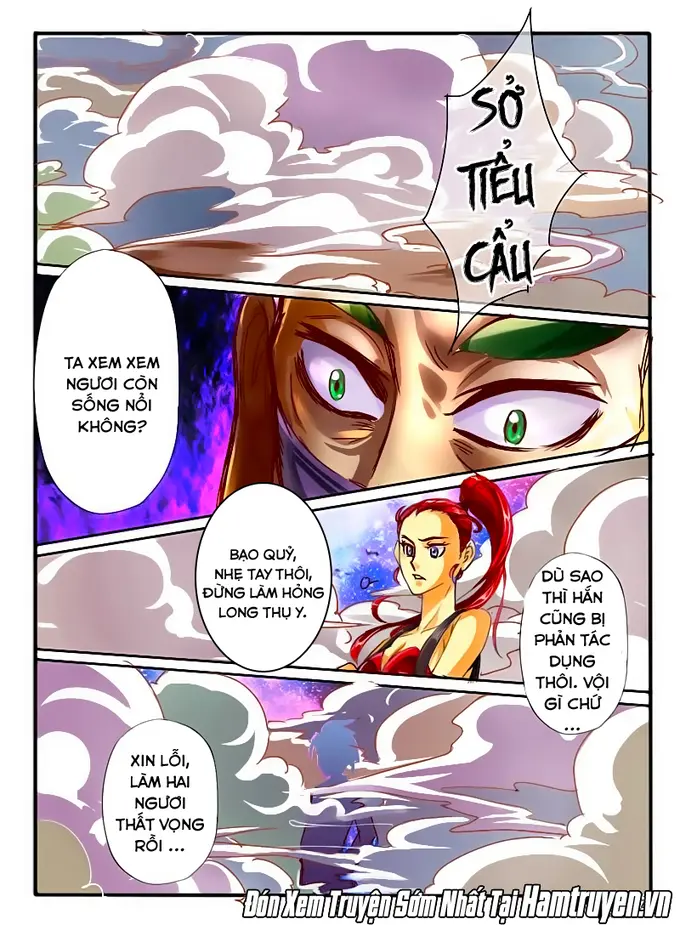 SỞ
TIỂU
CẨU
TA XEM XEM
NGƯƠI CÒN
SỐNG NỔI
KHÔNG?
BẠO QUỶ,
NHẸ TAY THÔI,
ĐỪNG LÀM HỎNG
LONG THỤ Y.
DÙ SAO
THÌ HẮN
CŨNG BỊ
PHẢN TÁC
DỤNG
THÔI. VỘI
GÌ CHỨ
...
XIN LỖI,
LÀM HAI
NGƯƠI
THẤT VỌNG
RỒI ...
Đón Xem Truyện Sớm Nhất Tại Hamtruyen.vn